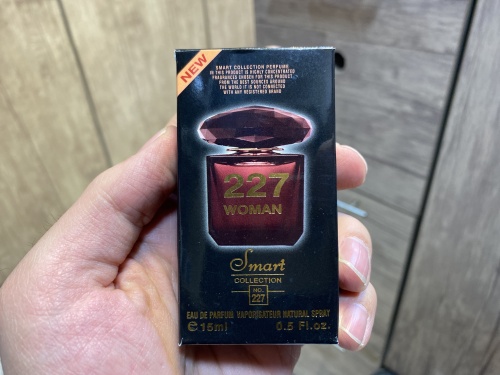 NEW
SMART COLLECTION PERFUME
IN THIS PRODUCT IS HIGHLY CONCENTRATED
FRAGRANCES CHOSEN FOR THIS PRODUCT
FROM THE BEST SOURCES AROUND
THE WORLD IT IS NOT CONNECTED
WITH ANY REGISTERED BRAND
227
WOMAN
Smart
COLLECTION
NO.
227
EAU DE PARFUM VAPORISATEUR NATURAL SPRAY
e 15ml 0.5 Fl.oz.